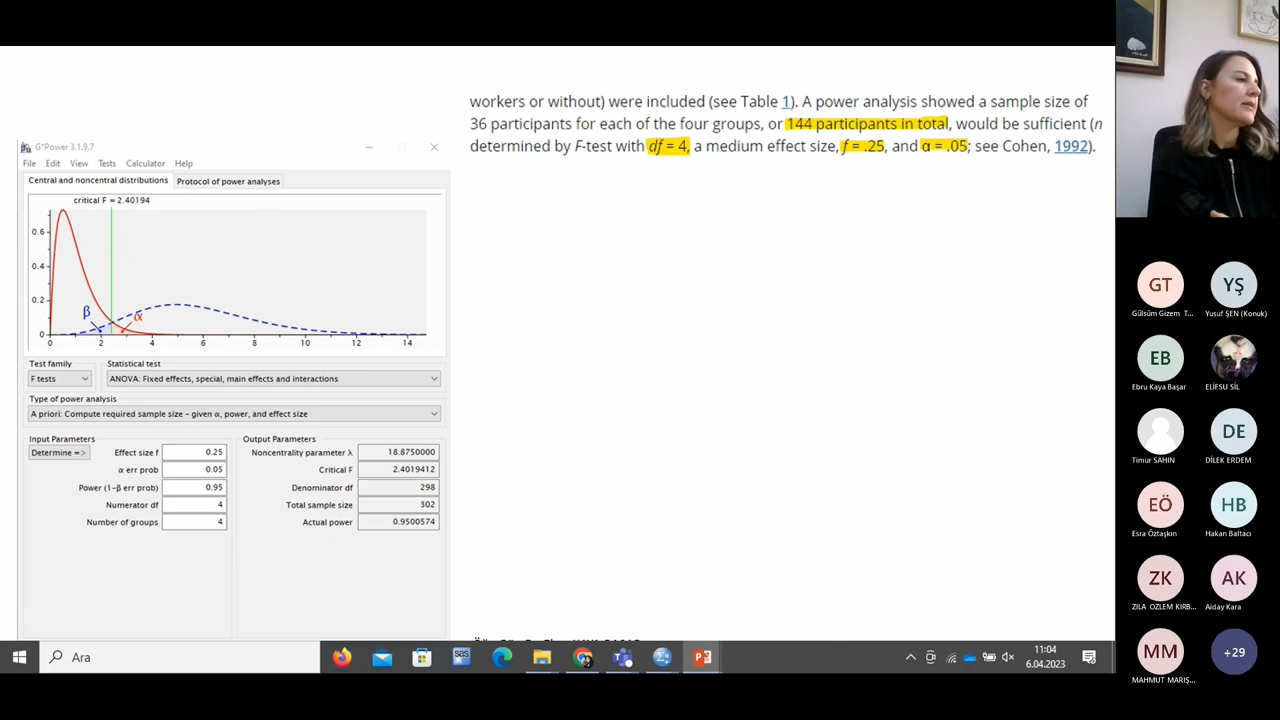 workers or without) were included (see Table 1). A power analysis showed a sample size of
36 participants for each of the four groups, or 144 participants in total, would be sufficient (n
determined by F-test with df = 4, a medium effect size, f = .25, and α = .05; see Cohen, 1992).
G*Power 3.1.9.7
File Edit View Tests Calculator Help
Central and noncentral distributions Protocol of power analyses
critical F = 2.40194
0.6
0.4
0.2
0
β
α
0 2 4 6 8 10 12 14
Test family Statistical test
F tests ANOVA: Fixed effects, special, main effects and interactions
Type of power analysis
A priori: Compute required sample size – given α, power, and effect size
Input Parameters Output Parameters
Determine => Effect size f 0.25 Noncentrality parameter λ 18.8750000
α err prob 0.05 Critical F 2.4019412
Power (1-β err prob) 0.95 Denominator df 298
Numerator df 4 Total sample size 302
Number of groups 4 Actual power 0.9500574
GT YŞ
Gülsüm Gizem T... Yusuf ŞEN (Konuk)
EB
Ebru Kaya Başar ELİFSU SİL
DE
Timur SAHIN DİLEK ERDEM
EÖ HB
Esra Öztaşkın Hakan Baltacı
ZK AK
ZILA OZLEM KIRB... Aiday Kara
MM +29
MAHMUT MARIŞ...
Ara
sas
11:04
6.04.2023